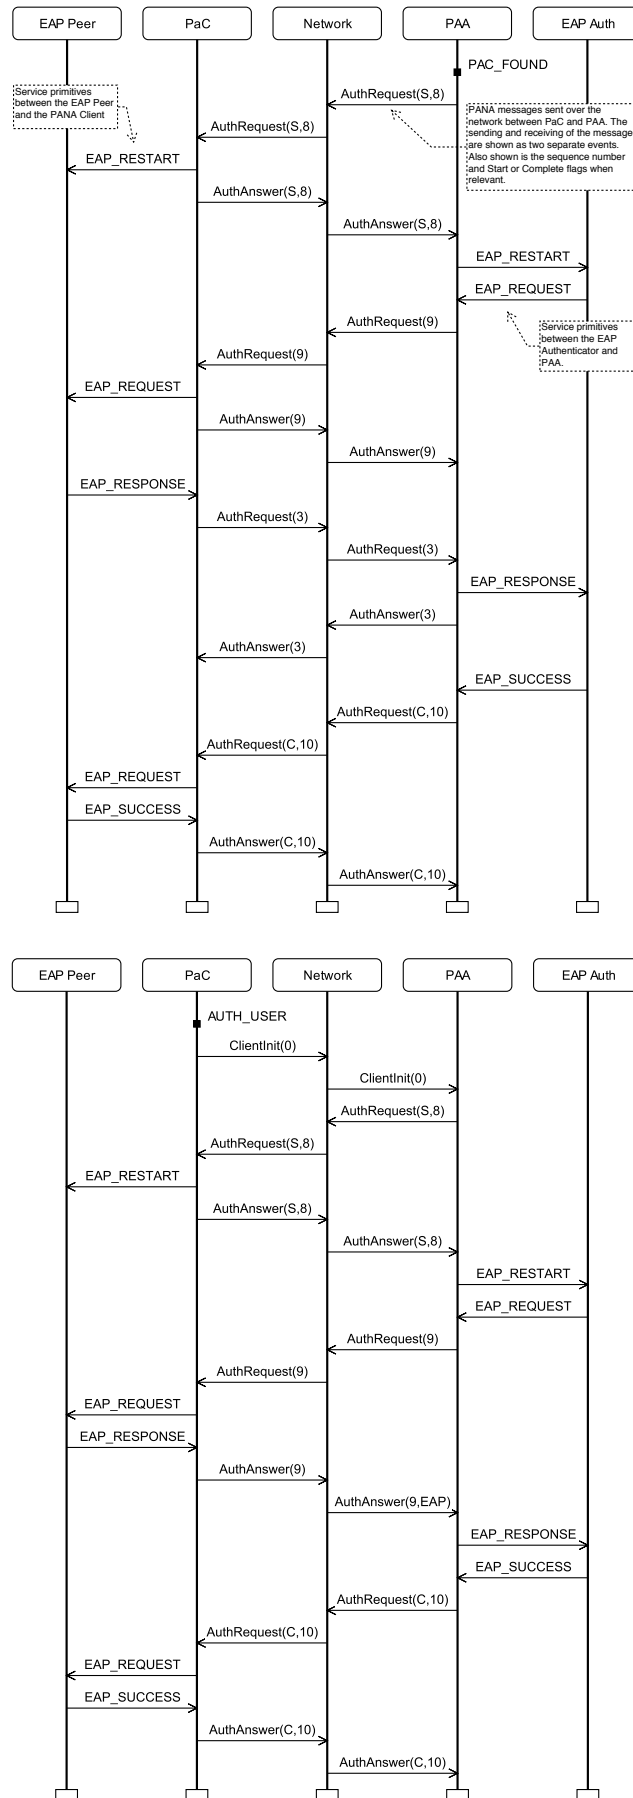 EAP Peer
PaC
Network
PAA
EAP Auth
PAC_FOUND
Service primitives
between the EAP Peer
and the PANA Client
AuthRequest(S,8)
PANA messages sent over the
network between PaC and PAA. The
sending and receiving of the message
are shown as two separate events.
Also shown is the sequence number
and Start or Complete flags when
relevant.
AuthRequest(S,8)
EAP_RESTART
AuthAnswer(S,8)
AuthAnswer(S,8)
EAP_RESTART
EAP_REQUEST
AuthRequest(9)
Service primitives
between the EAP
Authenticator and
PAA.
AuthRequest(9)
EAP_REQUEST
AuthAnswer(9)
AuthAnswer(9)
EAP_RESPONSE
AuthRequest(3)
AuthRequest(3)
EAP_RESPONSE
AuthAnswer(3)
AuthAnswer(3)
EAP_SUCCESS
AuthRequest(C,10)
AuthRequest(C,10)
EAP_REQUEST
EAP_SUCCESS
AuthAnswer(C,10)
AuthAnswer(C,10)
EAP Peer
PaC
Network
PAA
EAP Auth
AUTH_USER
ClientInit(0)
ClientInit(0)
AuthRequest(S,8)
AuthRequest(S,8)
EAP_RESTART
AuthAnswer(S,8)
AuthAnswer(S,8)
EAP_RESTART
EAP_REQUEST
AuthRequest(9)
AuthRequest(9)
EAP_REQUEST
EAP_RESPONSE
AuthAnswer(9)
AuthAnswer(9,EAP)
EAP_RESPONSE
EAP_SUCCESS
AuthRequest(C,10)
AuthRequest(C,10)
EAP_REQUEST
EAP_SUCCESS
AuthAnswer(C,10)
AuthAnswer(C,10)